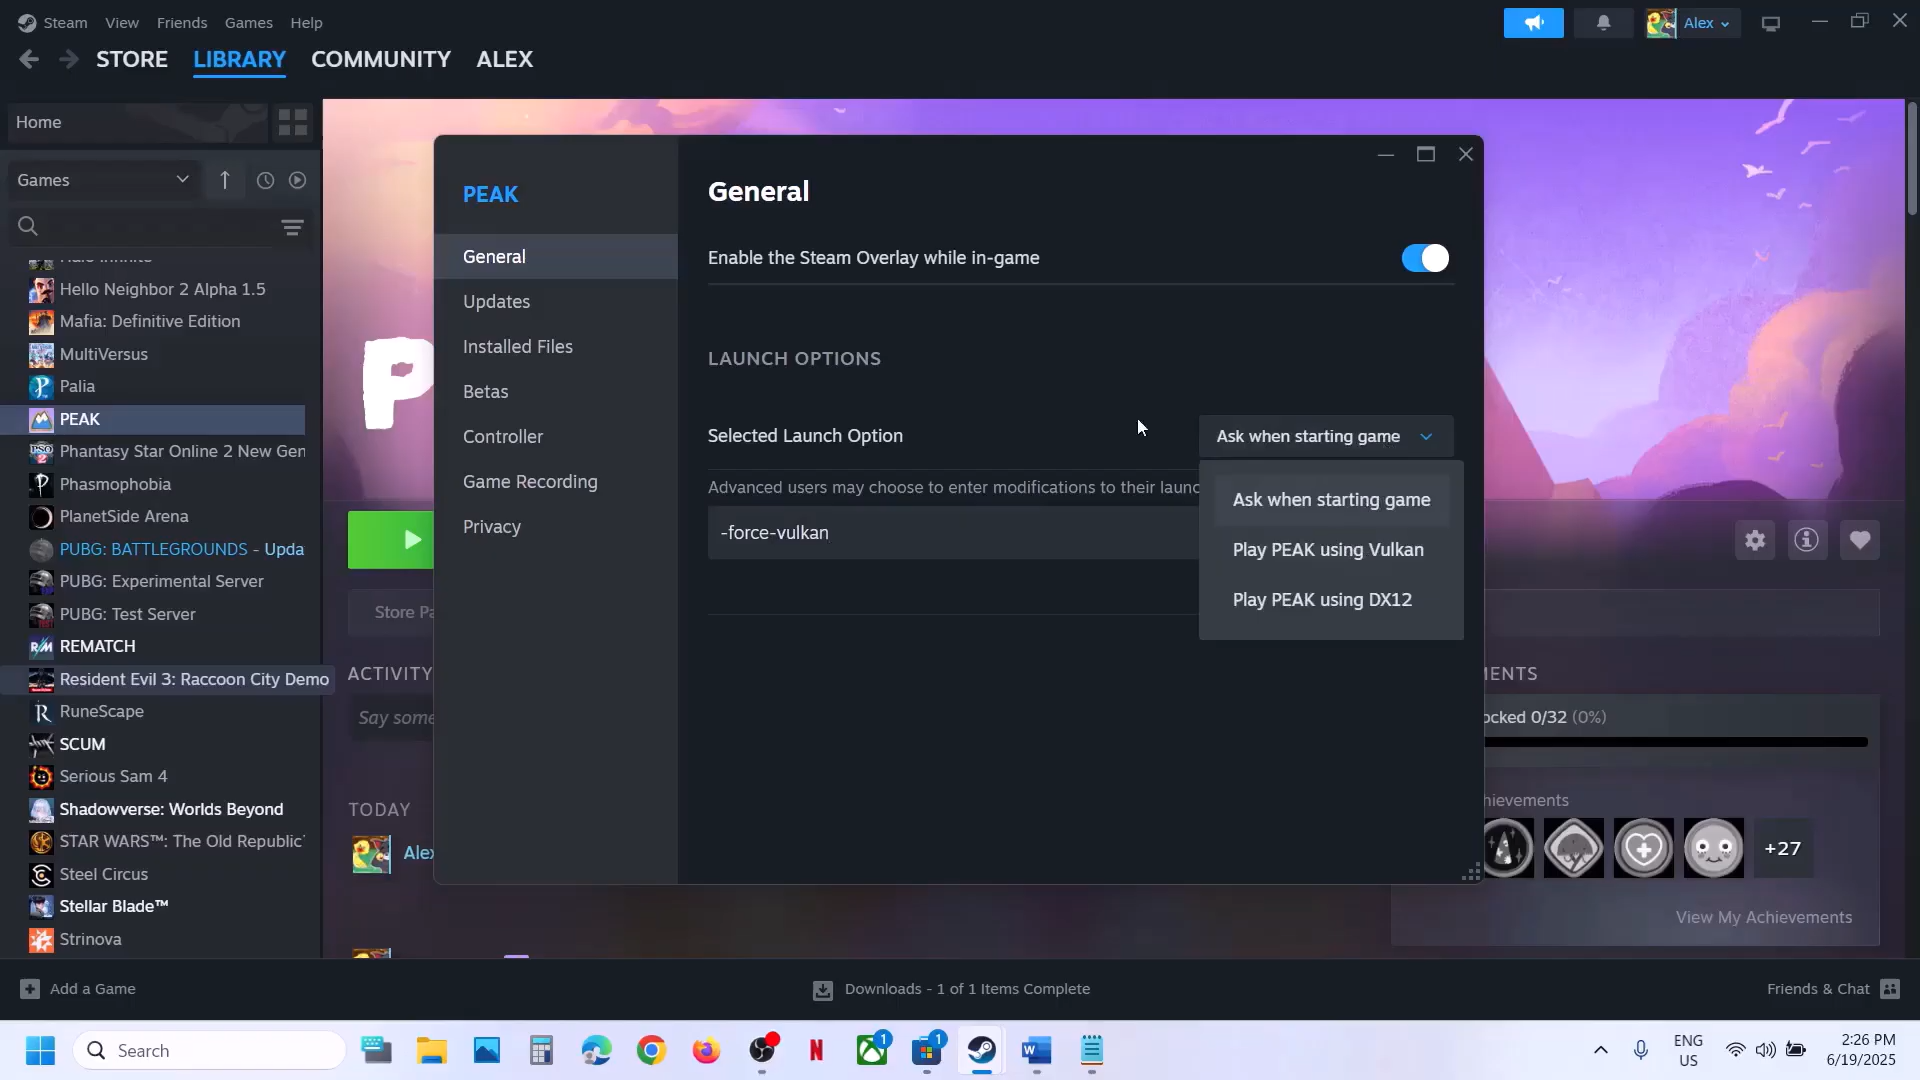 Steam View Friends Games Help
Alex
STORE LIBRARY COMMUNITY ALEX
Home
Games
Hello Neighbor 2 Alpha 1.5
Mafia: Definitive Edition
MultiVersus
Palia
PEAK
Phantasy Star Online 2 New Gen
Phasmophobia
PlanetSide Arena
PUBG: BATTLEGROUNDS - Upda
PUBG: Experimental Server
PUBG: Test Server
REMATCH
Resident Evil 3: Raccoon City Demo
RuneScape
SCUM
Serious Sam 4
Shadowverse: Worlds Beyond
STAR WARS™: The Old Republic
Steel Circus
Stellar Blade™
Strinova
PEAK
General
Updates
Installed Files
Betas
Controller
Game Recording
Privacy
General
Enable the Steam Overlay while in-game
LAUNCH OPTIONS
Selected Launch Option
Ask when starting game
Advanced users may choose to enter modifications to their launc
-force-vulkan
Ask when starting game
Play PEAK using Vulkan
Play PEAK using DX12
P
Store Pa
ACTIVITY
Say some
TODAY
Alex
MENTS
ocked 0/32 (0%)
hievements
+27
View My Achievements
Add a Game
Downloads - 1 of 1 Items Complete
Friends & Chat
Search
1
1
ENG
US
2:26 PM
6/19/2025